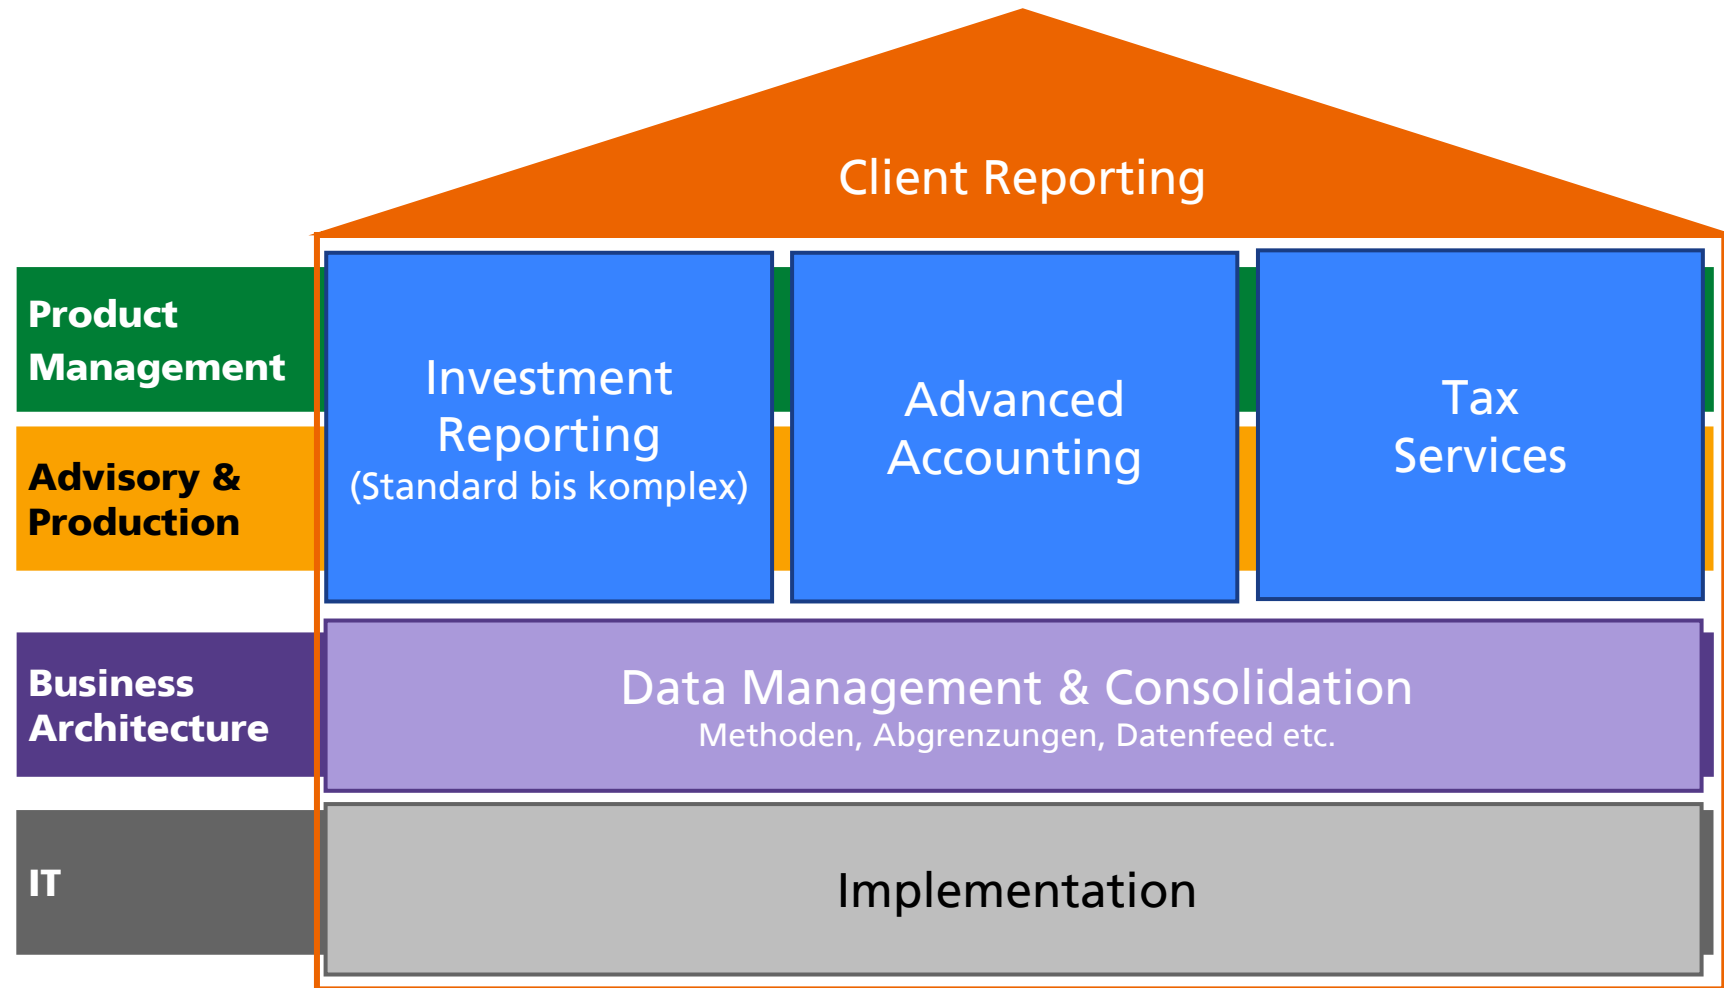 Client Reporting
Product
Management
Advisory &
Production
Investment
Reporting
(Standard bis komplex)
Advanced
Accounting
Tax
Services
Business
Architecture
Data Management & Consolidation
Methoden, Abgrenzungen, Datenfeed etc.
IT
Implementation